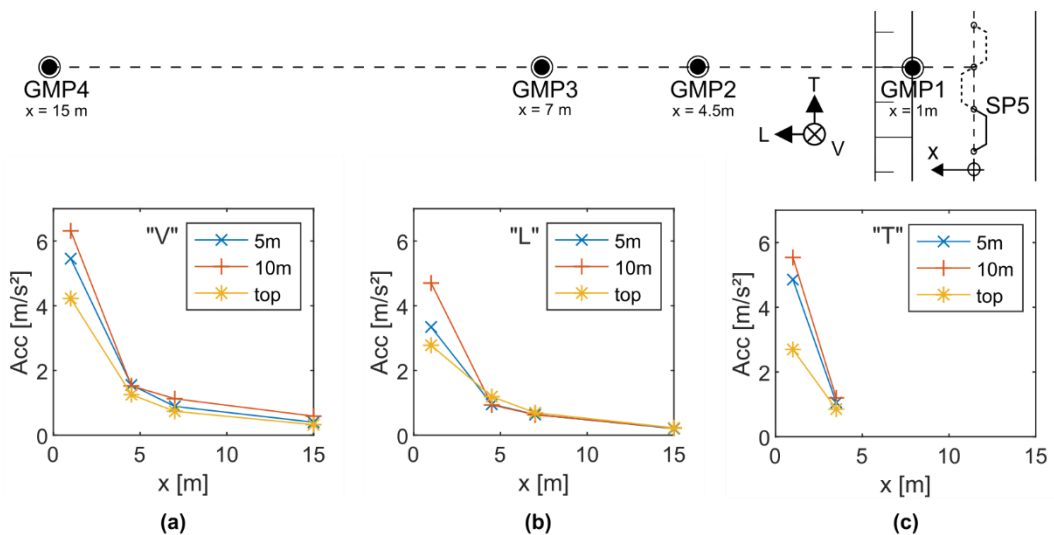 GMP4
x = 15 m
GMP3
x = 7 m
GMP2
x = 4.5m
T
L
V
GMP1
x = 1m
SP5
X
"V"
5m
10m
top
Acc [m/s²]
0
2
4
6
0
5
10
15
x [m]
(a)
"L"
5m
10m
top
Acc [m/s²]
0
2
4
6
0
5
10
15
x [m]
(b)
"T"
5m
10m
top
Acc [m/s²]
0
2
4
6
0
5
10
15
x [m]
(c)